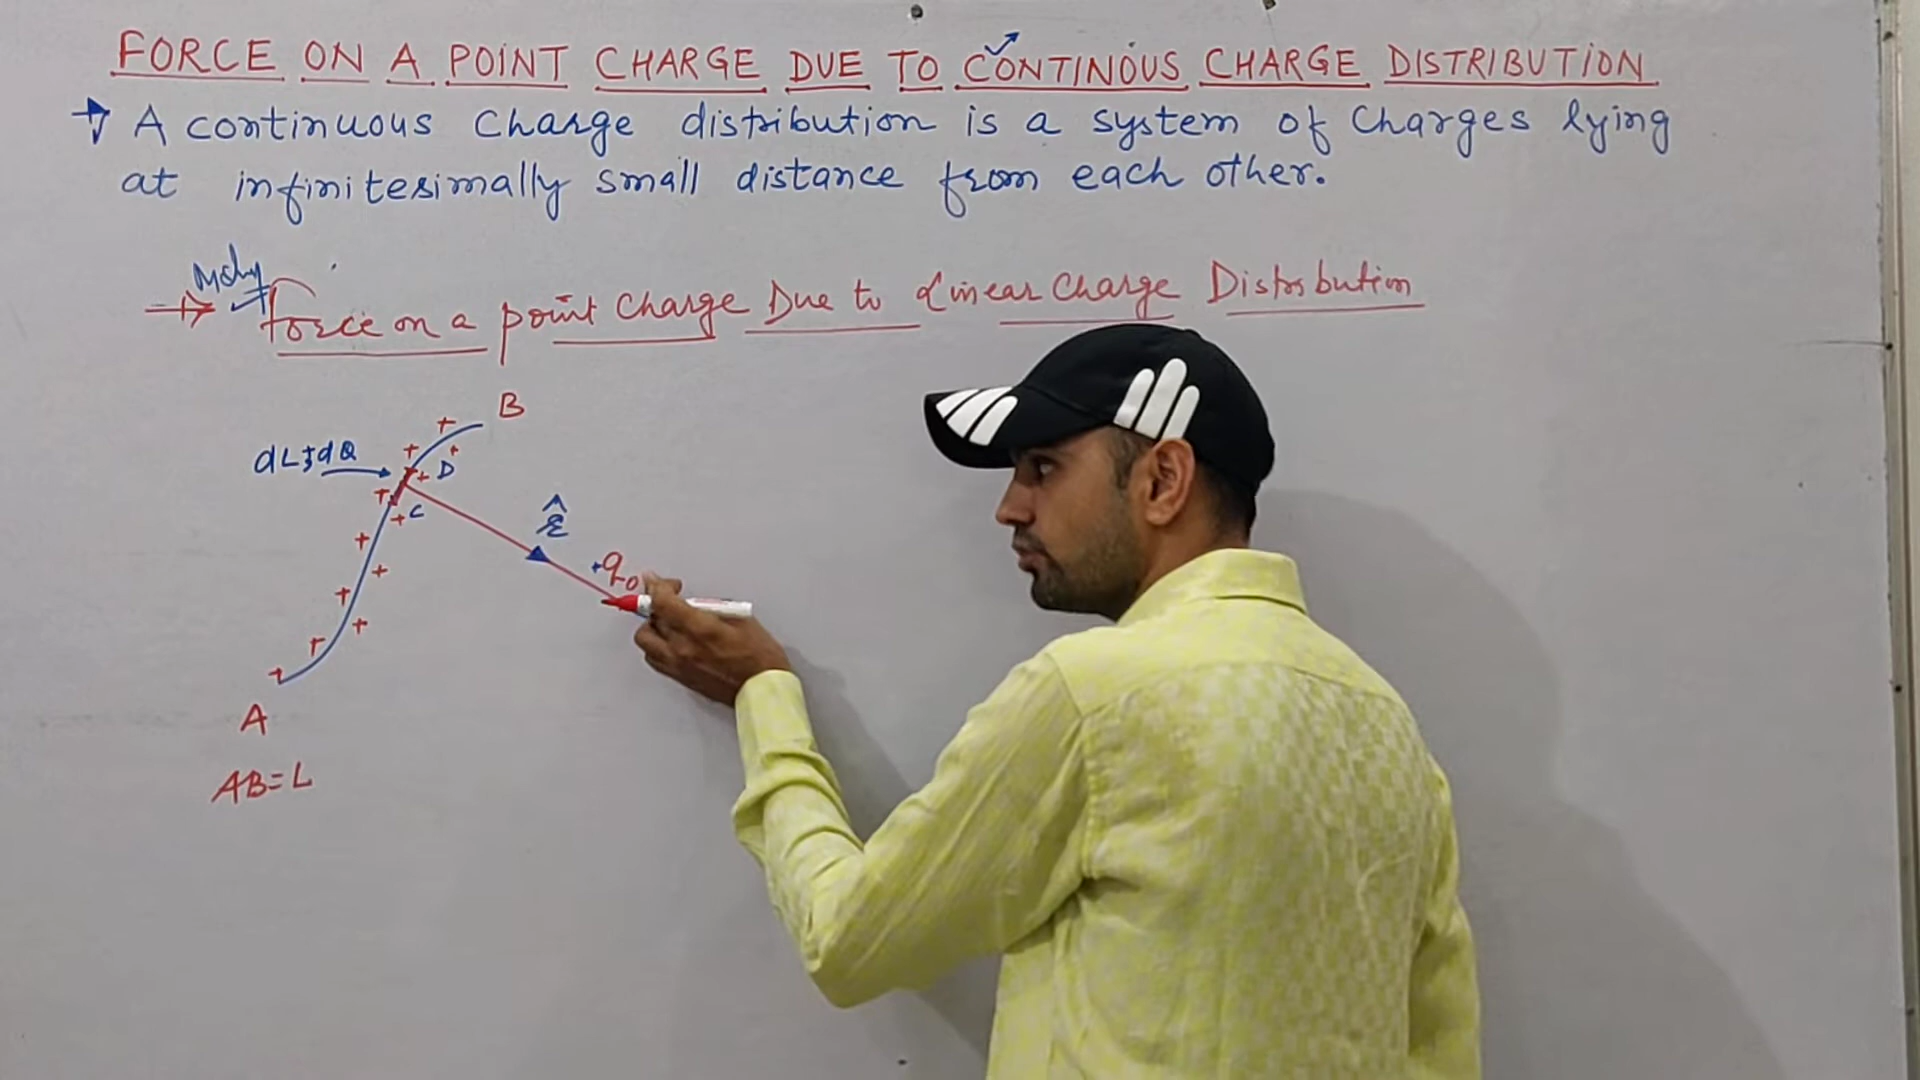 FORCE ON A POINT CHARGE DUE TO CONTINOUS CHARGE DISTRIBUTION
A continuous charge distribution is a system of charges lying
at infinitesimally small distance from each other.
Force on a point Charge Due to Linear Charge Distribution
B
dL, dQ
D
C
r̂
+q₀
A
AB=L